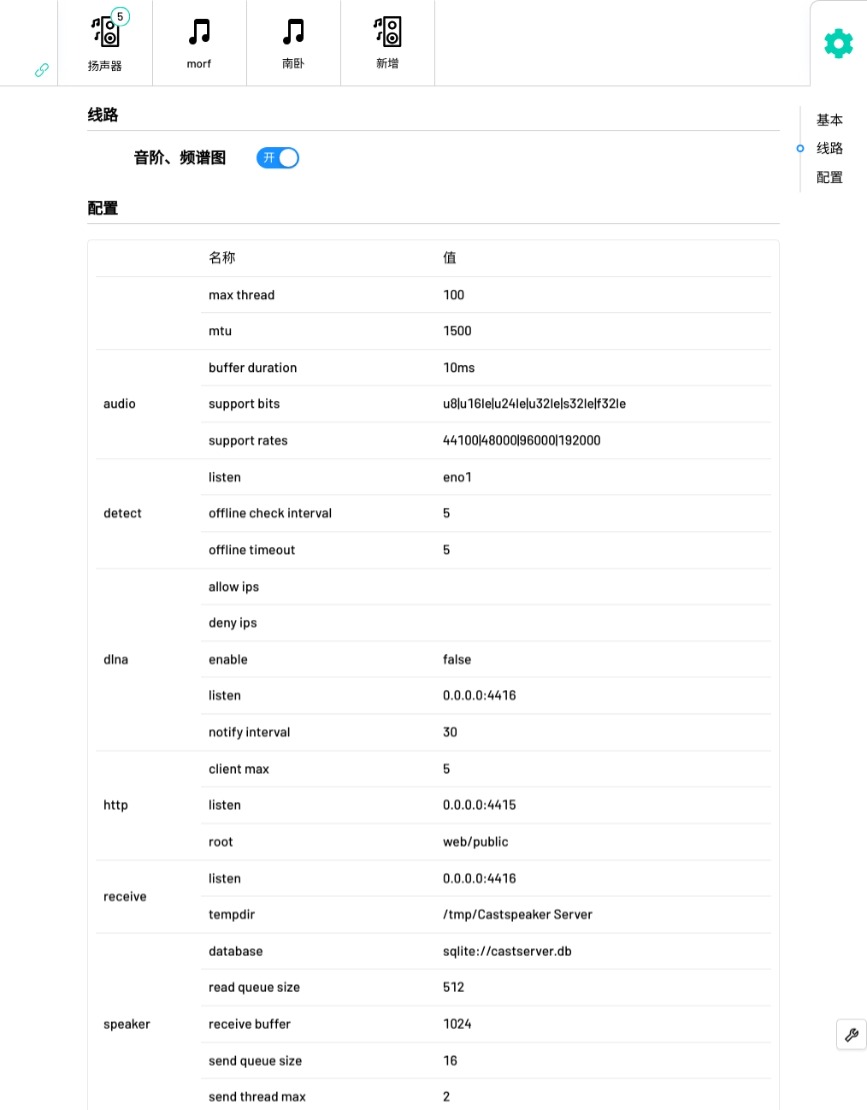 5
扬声器
morf
南卧
新增
线路
音阶、频谱图 开
基本
线路
配置
配置
名称 值
max thread 100
mtu 1500
audio
buffer duration 10ms
support bits u8|u16le|u24le|u32le|s32le|f32le
support rates 44100|48000|96000|192000
detect
listen eno1
offline check interval 5
offline timeout 5
dlna
allow ips
deny ips
enable false
listen 0.0.0.0:4416
notify interval 30
http
client max 5
listen 0.0.0.0:4415
root web/public
receive
listen 0.0.0.0:4416
tempdir /tmp/Castspeaker Server
speaker
database sqlite://castserver.db
read queue size 512
receive buffer 1024
send queue size 16
send thread max 2